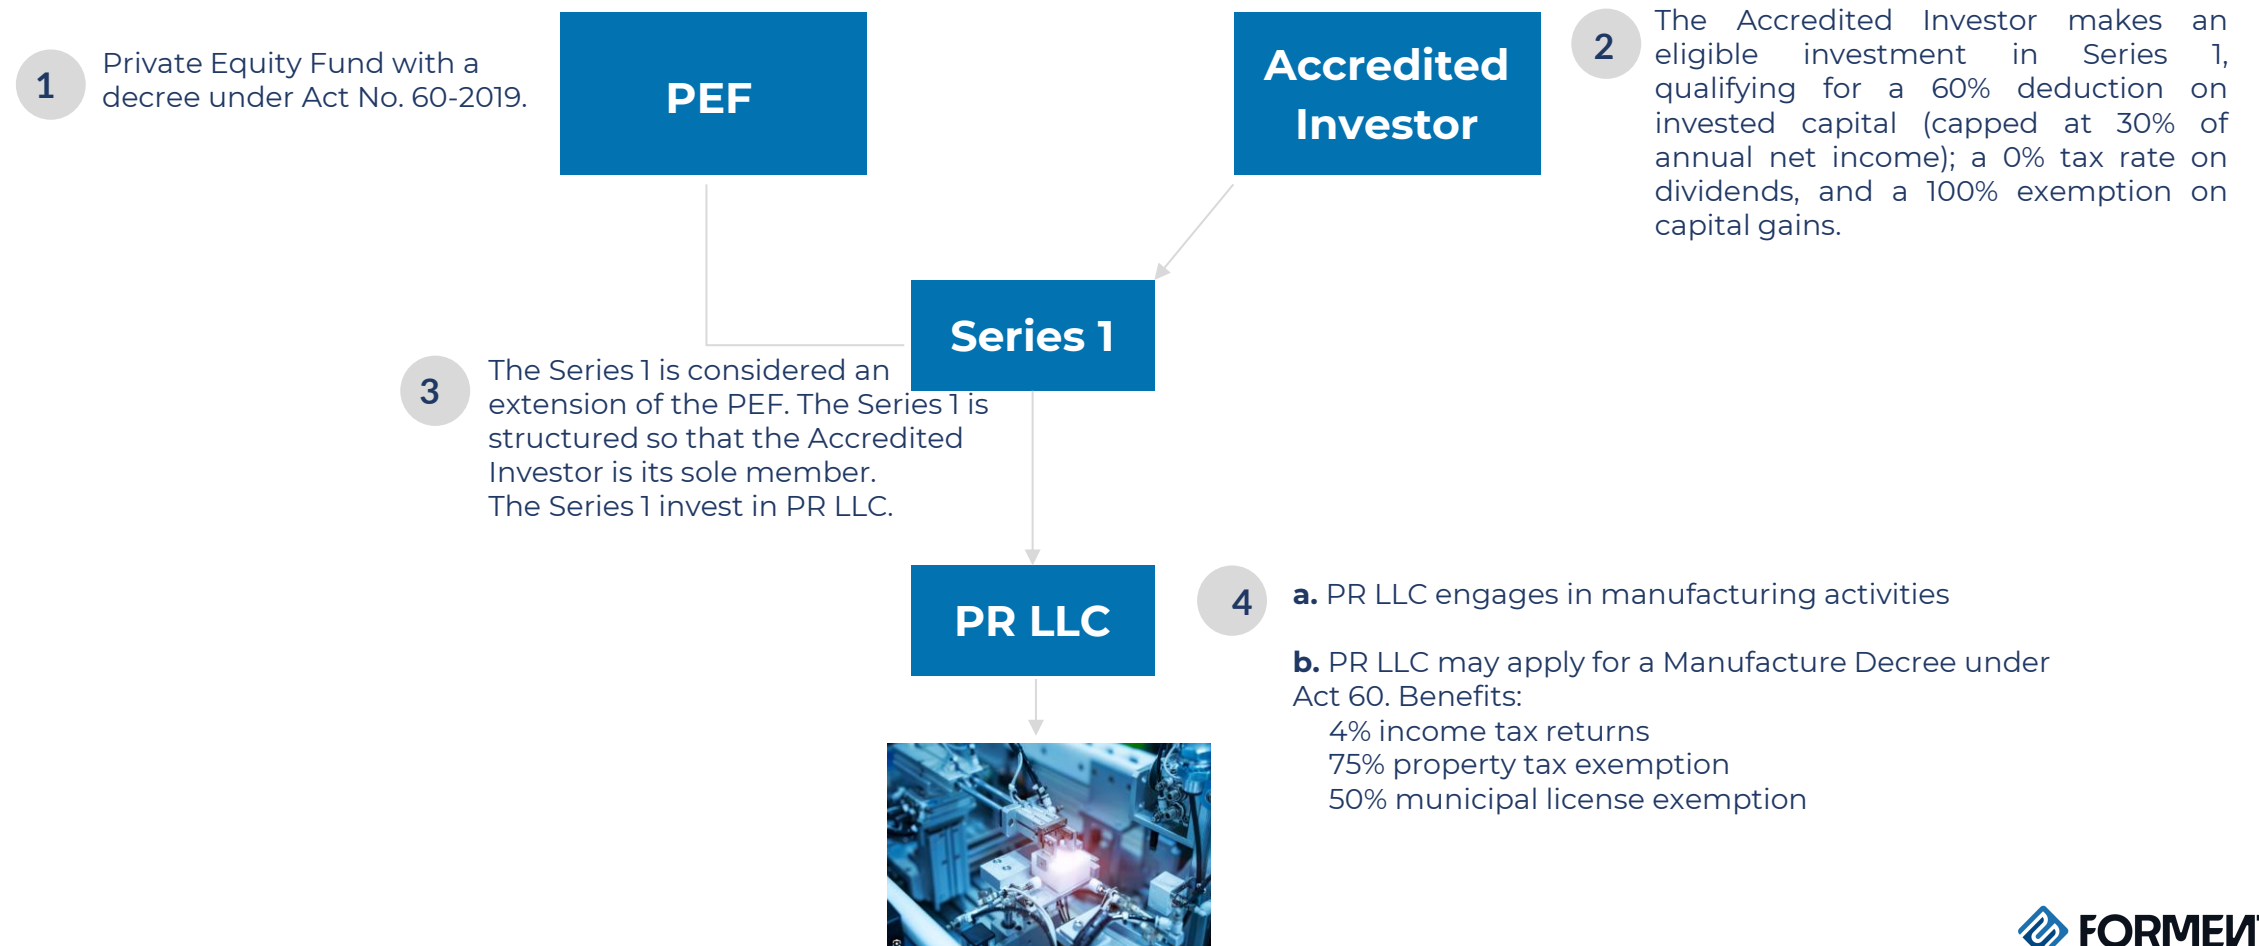 1
Private Equity Fund with a
decree under Act No. 60-2019.
PEF
Accredited
Investor
2
The Accredited Investor makes an
eligible investment in Series 1,
qualifying for a 60% deduction on
invested capital (capped at 30% of
annual net income); a 0% tax rate on
dividends, and a 100% exemption on
capital gains.
Series 1
3
The Series 1 is considered an
extension of the PEF. The Series 1 is
structured so that the Accredited
Investor is its sole member.
The Series 1 invest in PR LLC.
PR LLC
4
a. PR LLC engages in manufacturing activities
b. PR LLC may apply for a Manufacture Decree under
Act 60. Benefits:
4% income tax returns
75% property tax exemption
50% municipal license exemption